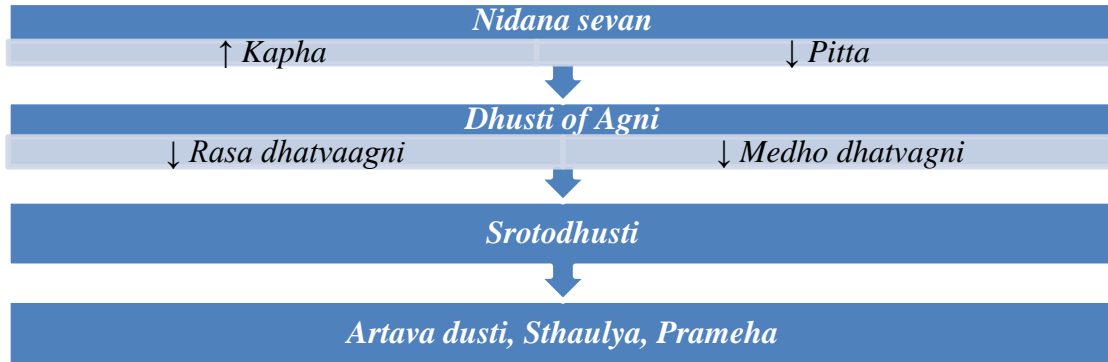 Nidana sevan
↑ Kapha ↓ Pitta
Dhusti of Agni
↓ Rasa dhatvaagni ↓ Medho dhatvagni
Srotodhusti
Artava dusti, Sthaulya, Prameha